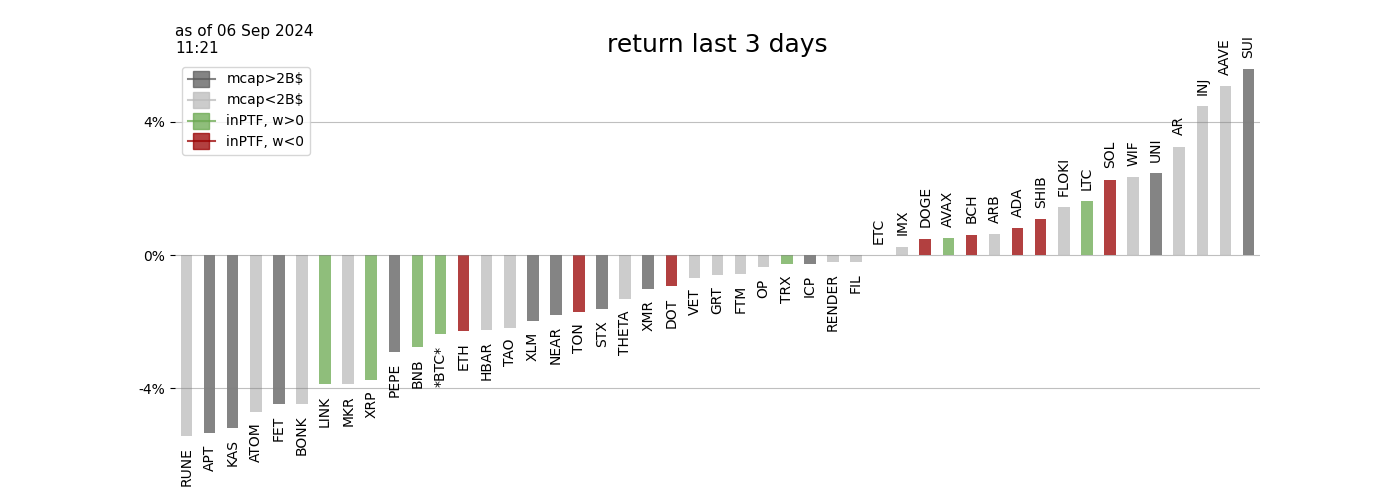 as of 06 Sep 2024
11:21
return last 3 days
mcap>2B$
mcap<2B$
inPTF, w>0
inPTF, w<0
4%
0%
-4%
RUNE
APT
KAS
ATOM
FET
BONK
LINK
MKR
XRP
PEPE
BNB
*BTC*
ETH
HBAR
TAO
XLM
NEAR
TON
STX
THETA
XMR
DOT
VET
GRT
FTM
OP
TRX
ICP
RENDER
FIL
ETC
IMX
DOGE
AVAX
BCH
ARB
ADA
SHIB
FLOKI
LTC
SOL
WIF
UNI
AR
INJ
AAVE
SUI